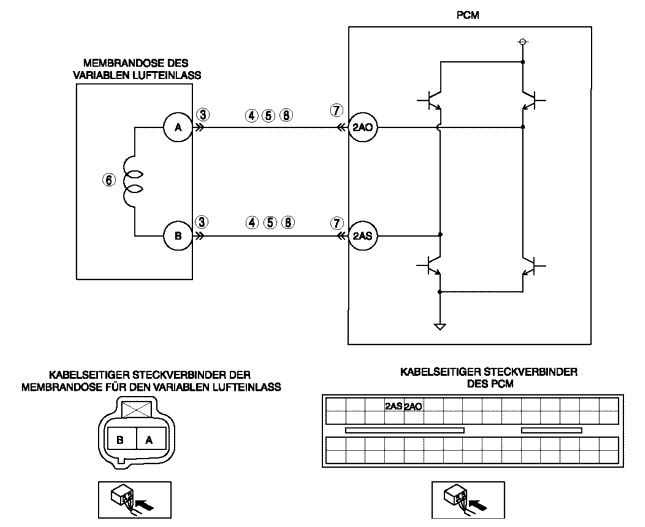 PCM
MEMBRANDOSE DES
VARIABLEN LUFTEINLASS
A
3
4 5 8
7
2AO
6
B
3
4 5 8
7
2AS
KABELSEITIGER STECKVERBINDER DER
MEMBRANDOSE FÜR DEN VARIABLEN LUFTEINLASS
KABELSEITIGER STECKVERBINDER
DES PCM
2AS 2AO
B A